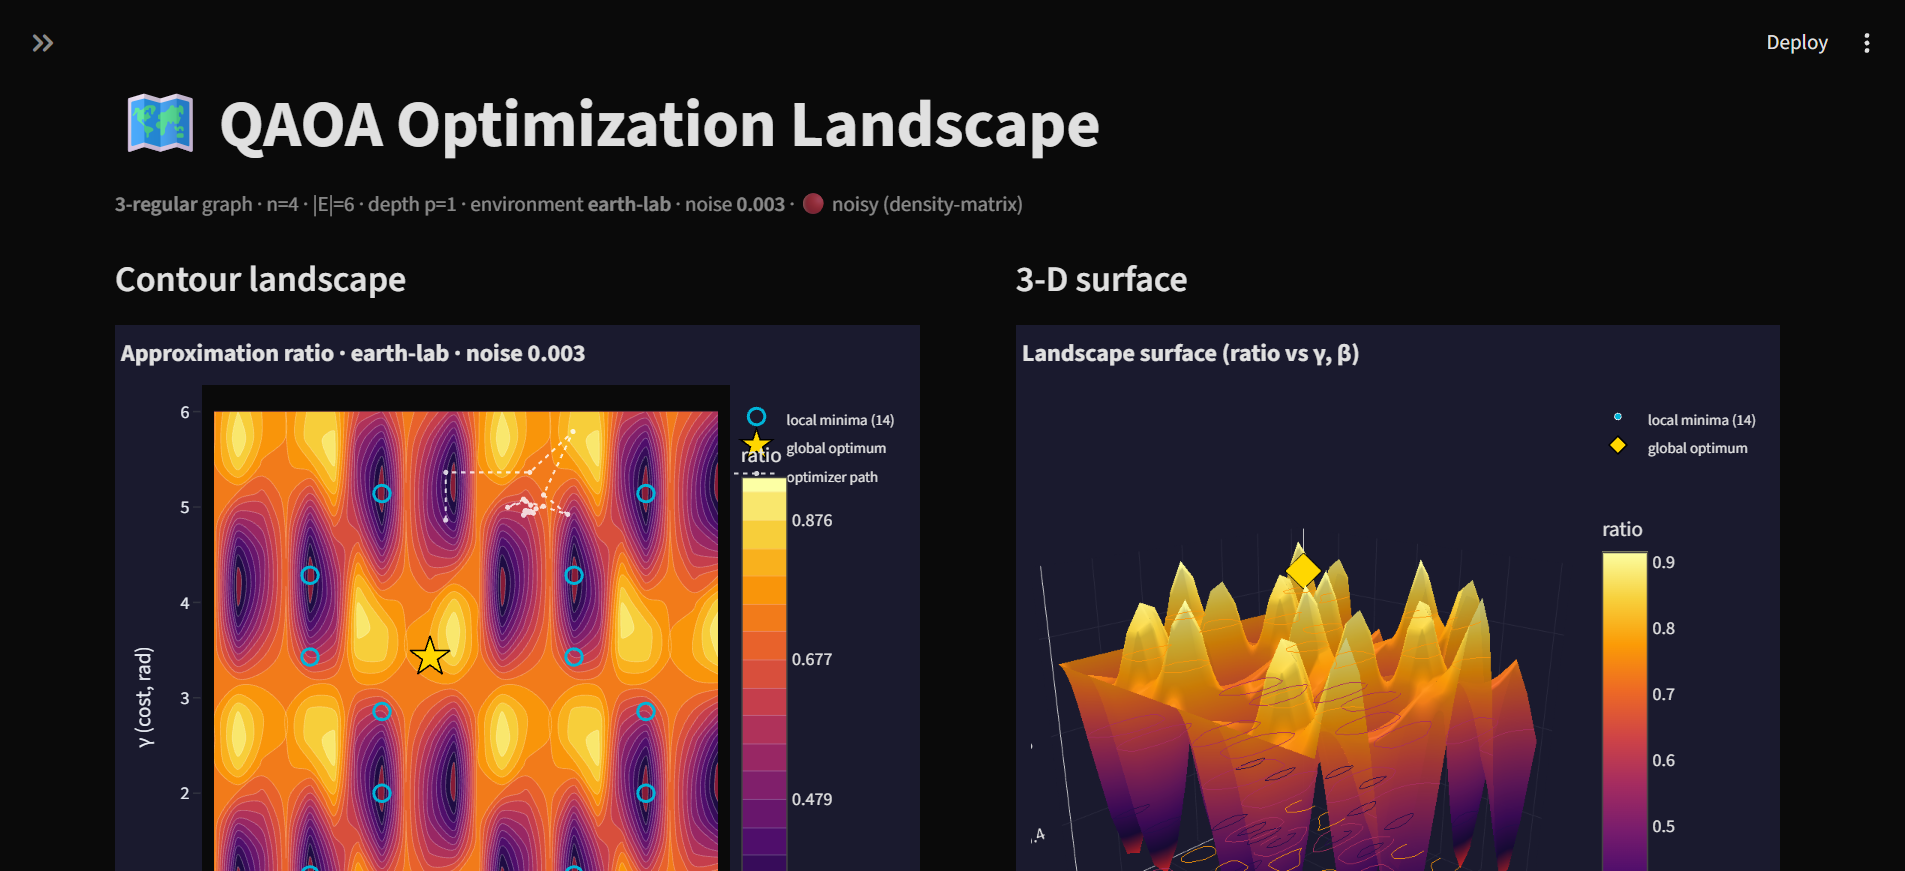 Deploy
QAOA Optimization Landscape
3-regular graph · n=4 · |E|=6 · depth p=1 · environment earth-lab · noise 0.003 · noisy (density-matrix)
Contour landscape
Approximation ratio · earth-lab · noise 0.003
local minima (14)
global optimum
optimizer path
ratio
0.876
0.677
0.479
6
5
4
3
2
γ (cost, rad)
3-D surface
Landscape surface (ratio vs γ, β)
local minima (14)
global optimum
ratio
0.9
0.8
0.7
0.6
0.5